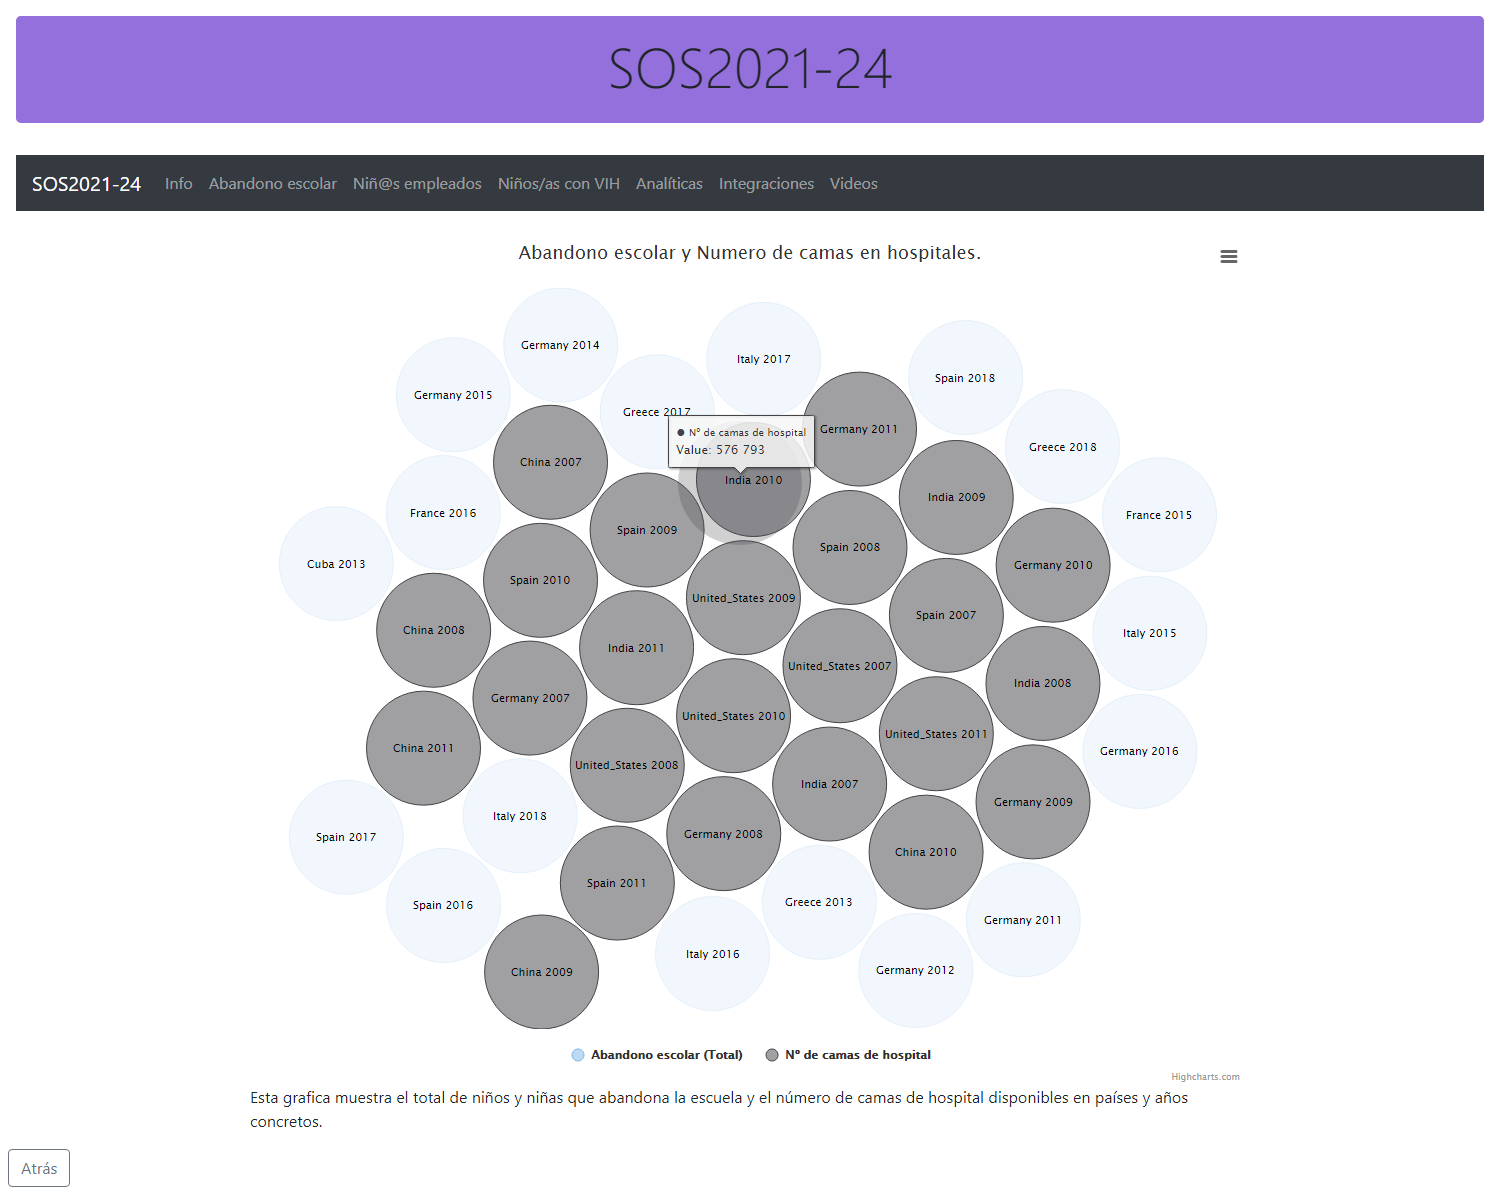 SOS2021-24
SOS2021-24 Info Abandono escolar Niñ@s empleados Niños/as con VIH Analíticas Integraciones Videos
Abandono escolar y Numero de camas en hospitales.
Germany 2014
Italy 2017
Spain 2018
Germany 2015
Greece 2017
● Nº de camas de hospital
Value: 576 793
Germany 2011
Greece 2018
China 2007
India 2010
India 2009
France 2016
Spain 2009
France 2015
Cuba 2013
Spain 2010
Spain 2008
Germany 2010
United_States 2009
China 2008
India 2011
Spain 2007
Italy 2015
United_States 2007
Germany 2007
India 2008
United_States 2010
China 2011
United_States 2011
Germany 2016
United_States 2008
India 2007
Germany 2009
Spain 2017
Italy 2018
Germany 2008
China 2010
Spain 2016
Spain 2011
Greece 2013
Germany 2011
China 2009
Italy 2016
Germany 2012
Abandono escolar (Total) Nº de camas de hospital
Highcharts.com
Esta grafica muestra el total de niños y niñas que abandona la escuela y el número de camas de hospital disponibles en países y años
concretos.
Atrás